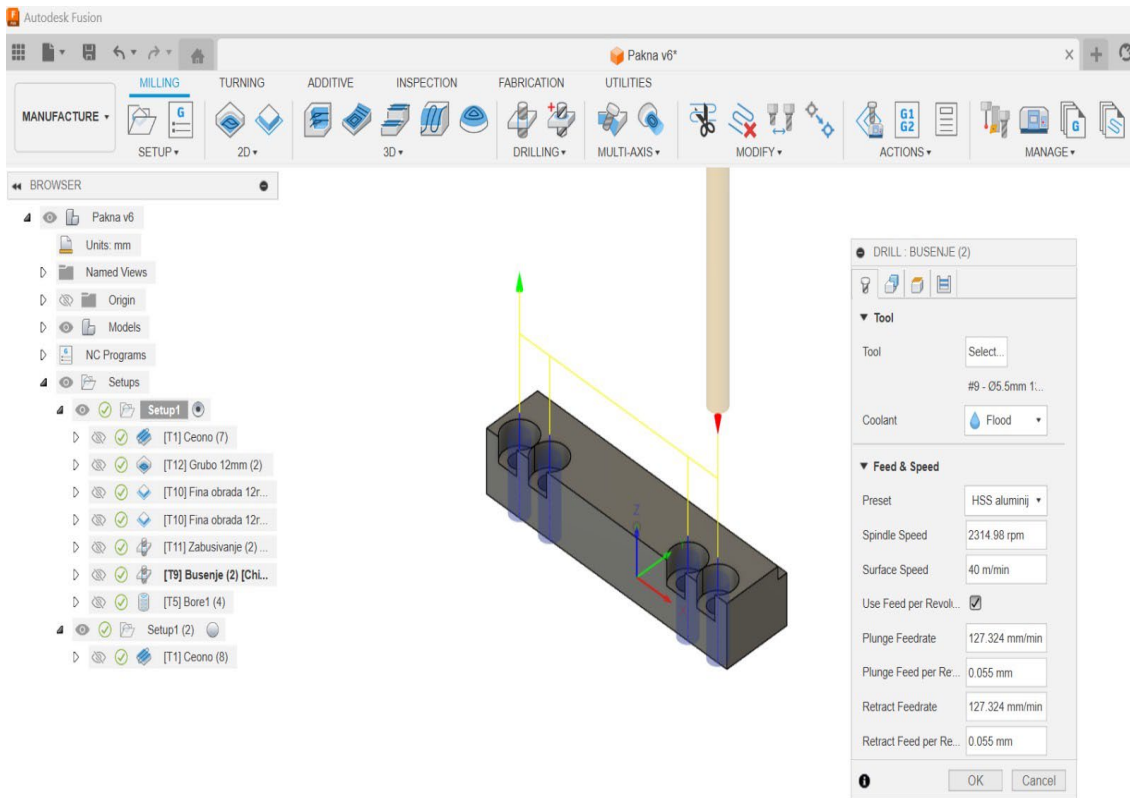 Autodesk Fusion
Pakna v6*
MILLING TURNING ADDITIVE INSPECTION FABRICATION UTILITIES
MANUFACTURE
G
G1
G2
G
SETUP 2D 3D DRILLING MULTI-AXIS MODIFY ACTIONS MANAGE
BROWSER
Pakna v6
Units: mm
Named Views
Origin
Models
NC Programs
Setups
Setup1
[T1] Ceono (7)
[T12] Grubo 12mm (2)
[T10] Fina obrada 12r...
[T10] Fina obrada 12r...
[T11] Zabusivanje (2) ...
[T9] Busenje (2) [Chi...
[T5] Bore1 (4)
Setup1 (2)
[T1] Ceono (8)
Z
DRILL : BUSENJE (2)
Tool
Tool Select...
#9 - Ø5.5mm 1:...
Coolant Flood
Feed & Speed
Preset HSS aluminij
Spindle Speed 2314.98 rpm
Surface Speed 40 m/min
Use Feed per Revolu...
Plunge Feedrate 127.324 mm/min
Plunge Feed per Re... 0.055 mm
Retract Feedrate 127.324 mm/min
Retract Feed per Re... 0.055 mm
OK Cancel